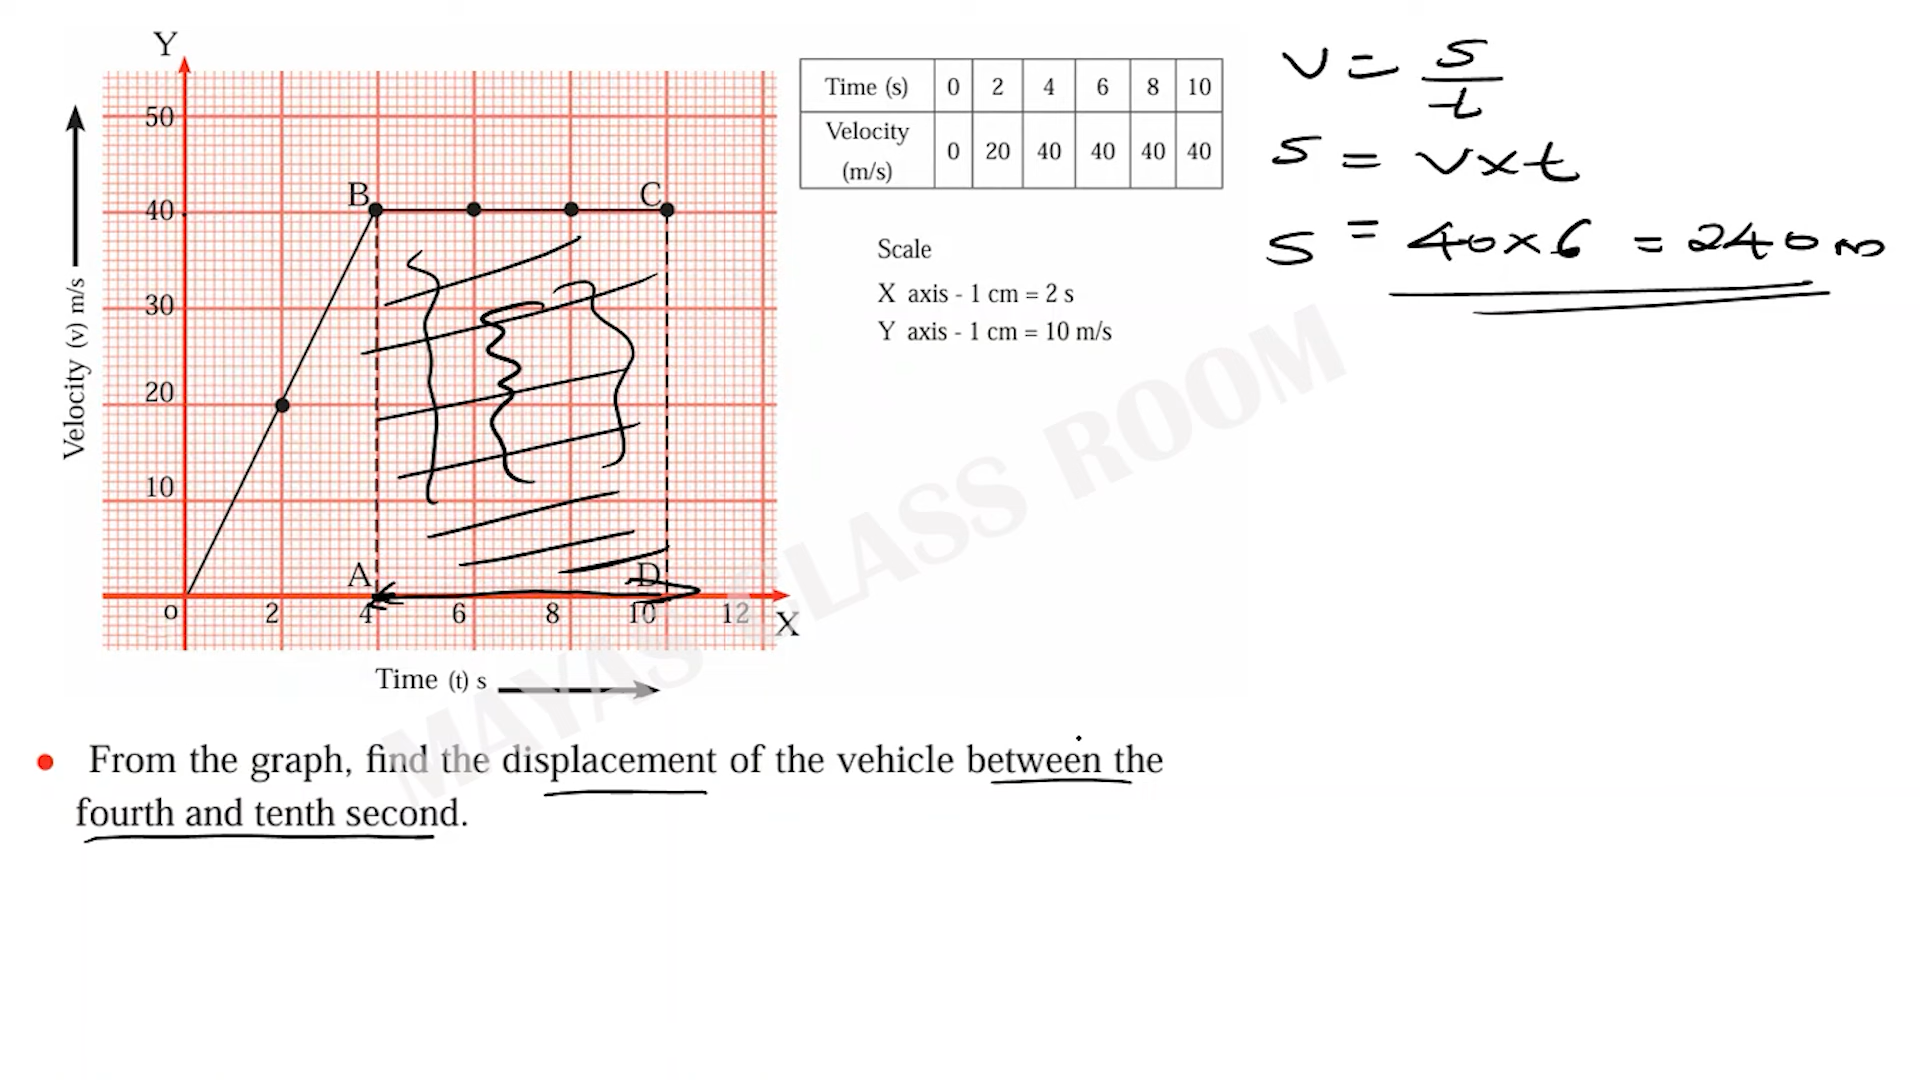 Y
50
40
30
20
10
Velocity (v) m/s
B
C
A
D
o 2 4 6 8 10 12
X
Time (t) s
Time (s) 0 2 4 6 8 10
Velocity (m/s) 0 20 40 40 40 40
Scale
X axis - 1 cm = 2 s
Y axis - 1 cm = 10 m/s
v = s/t
s = v x t
s = 40 x 6 = 240 m
MAYAS CLASS ROOM
• From the graph, find the displacement of the vehicle between the
fourth and tenth second.